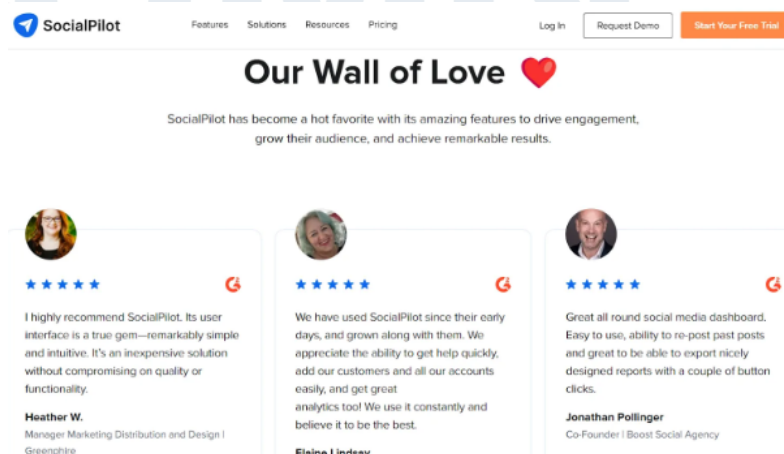 SocialPilot
Features Solutions Resources Pricing
Log In Request Demo Start Your Free Trial
Our Wall of Love
SocialPilot has become a hot favorite with its amazing features to drive engagement,
grow their audience, and achieve remarkable results.
I highly recommend SocialPilot. Its user
interface is a true gem—remarkably simple
and intuitive. It's an inexpensive solution
without compromising on quality or
functionality.
Heather W.
Manager Marketing Distribution and Design |
Greenphire
We have used SocialPilot since their early
days, and grown along with them. We
appreciate the ability to get help quickly,
add our customers and all our accounts
easily, and get great
analytics too! We use it constantly and
believe it to be the best.
Elaine Lindsay
Great all round social media dashboard.
Easy to use, ability to re-post past posts
and great to be able to export nicely
designed reports with a couple of button
clicks.
Jonathan Pollinger
Co-Founder | Boost Social Agency